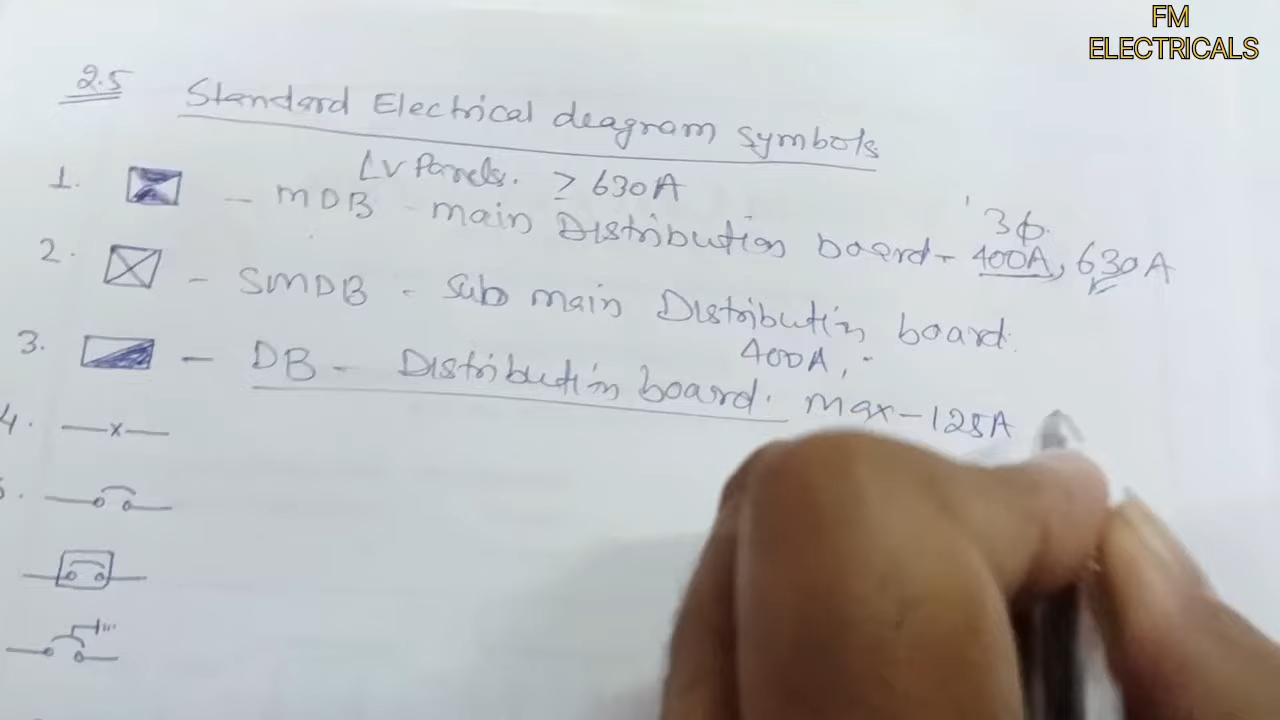 FM
ELECTRICALS
2.5 Standard Electrical deagram symbols
LV Panels. ≥ 630A
1. - MDB - main Distribution board - 400A, 630A
3ϕ.
2. - SMDB - Sub main Distribution board.
400A,
3. - DB - Distribution board. Max - 125A
4. x